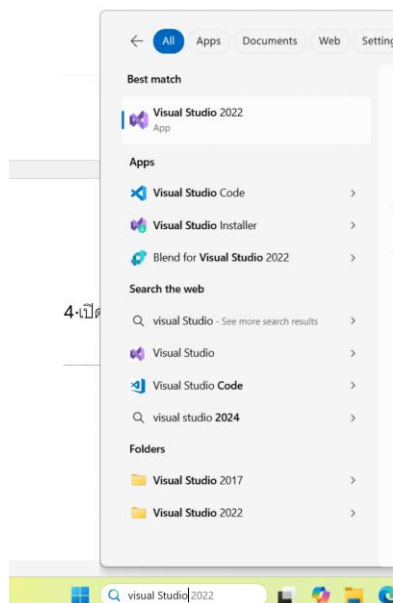 All Apps Documents Web Setting
Best match
Visual Studio 2022
App
Apps
Visual Studio Code
Visual Studio Installer
Blend for Visual Studio 2022
Search the web
4.เปิด
visual Studio - See more search results
Visual Studio
Visual Studio Code
visual studio 2024
Folders
Visual Studio 2017
Visual Studio 2022
visual Studio 2022